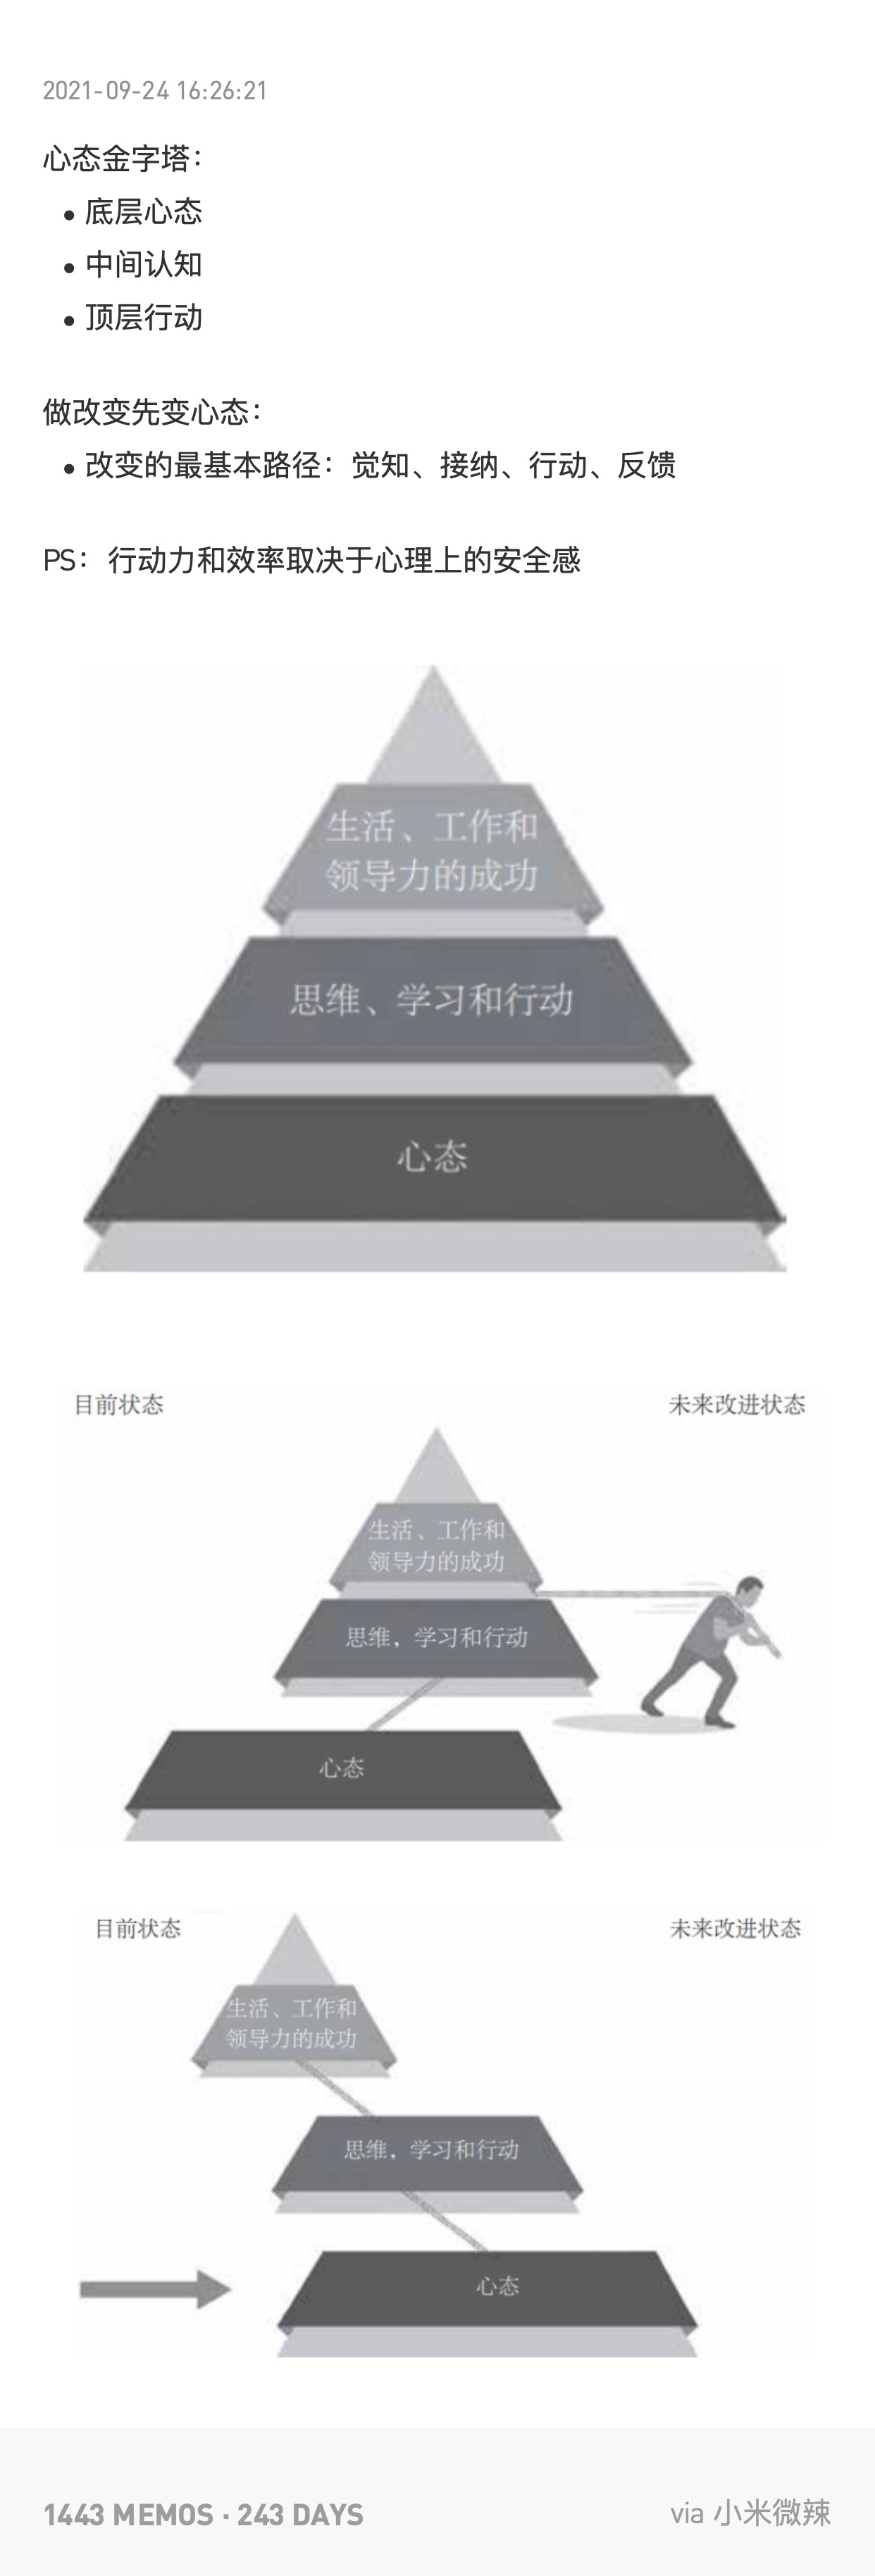 2021-09-24 16:26:21
心态金字塔：
• 底层心态
• 中间认知
• 顶层行动
做改变先变心态：
• 改变的最基本路径：觉知、接纳、行动、反馈
PS：行动力和效率取决于心理上的安全感
生活、工作和
领导力的成功
思维、学习和行动
心态
目前状态
未来改进状态
生活、工作和
领导力的成功
思维，学习和行动
心态
目前状态
未来改进状态
生活、工作和
领导力的成功
思维，学习和行动
心态
1443 MEMOS · 243 DAYS
via 小米微辣